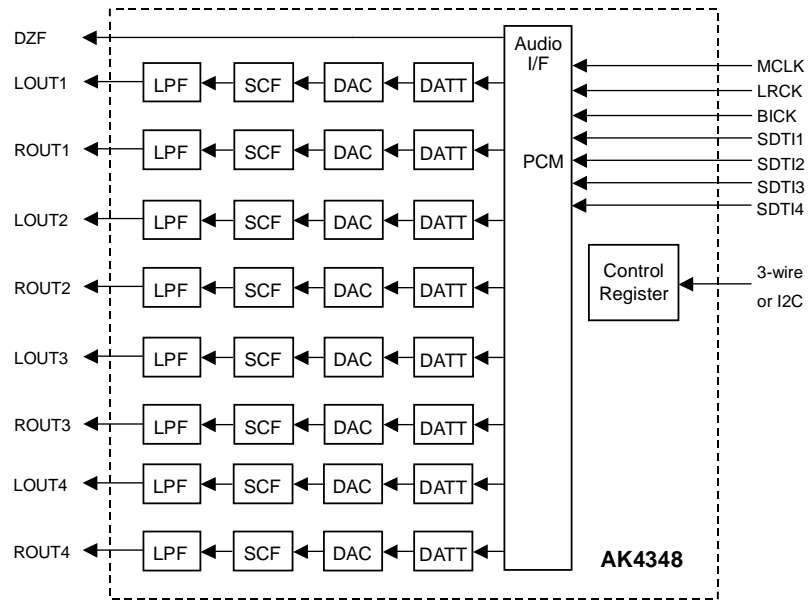 DZF
Audio
I/F
MCLK
LOUT1
LPF
SCF
DAC
DATT
LRCK
BICK
SDTI1
ROUT1
LPF
SCF
DAC
DATT
PCM
SDTI2
SDTI3
SDTI4
LOUT2
LPF
SCF
DAC
DATT
ROUT2
LPF
SCF
DAC
DATT
Control
Register
3-wire
or I2C
LOUT3
LPF
SCF
DAC
DATT
ROUT3
LPF
SCF
DAC
DATT
LOUT4
LPF
SCF
DAC
DATT
ROUT4
LPF
SCF
DAC
DATT
AK4348